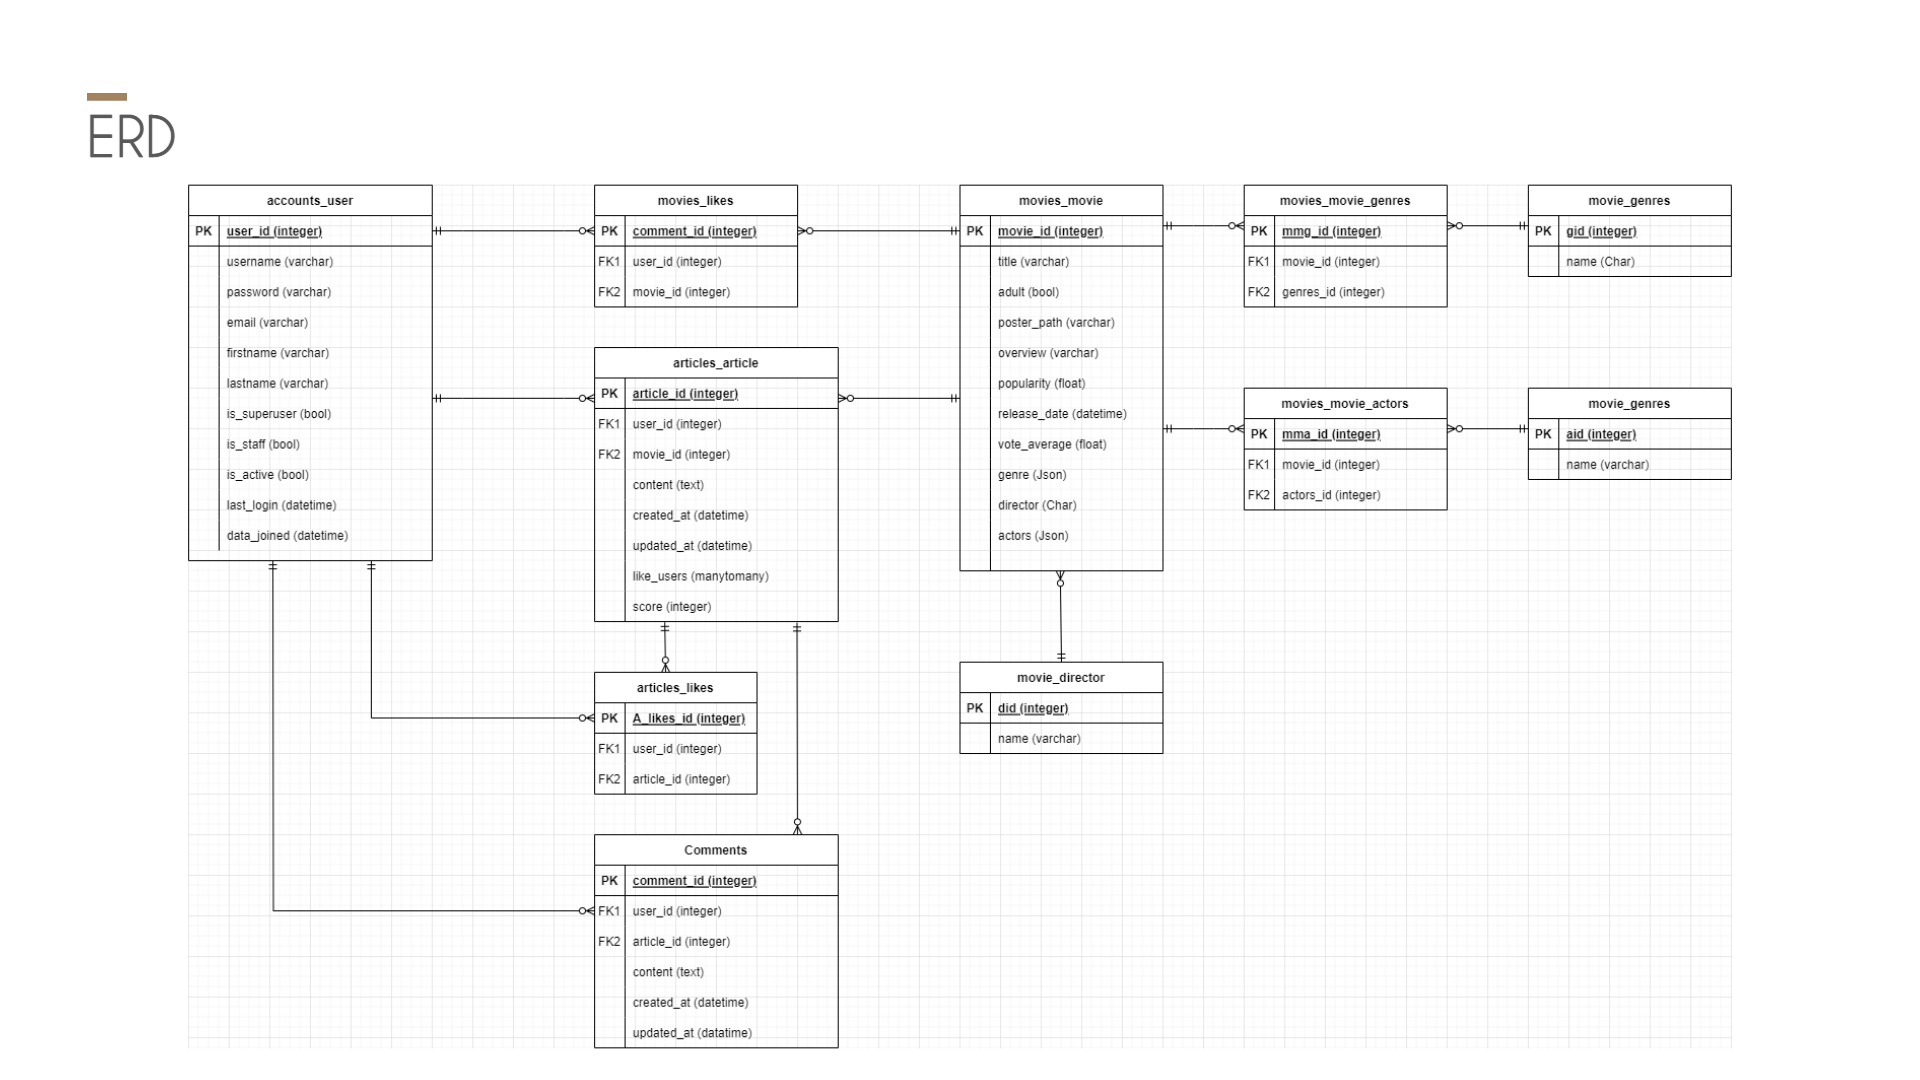 ERD
accounts_user
PK user_id (integer)
username (varchar)
password (varchar)
email (varchar)
firstname (varchar)
lastname (varchar)
is_superuser (bool)
is_staff (bool)
is_active (bool)
last_login (datetime)
data_joined (datetime)
movies_likes
PK comment_id (integer)
FK1 user_id (integer)
FK2 movie_id (integer)
articles_article
PK article_id (integer)
FK1 user_id (integer)
FK2 movie_id (integer)
content (text)
created_at (datetime)
updated_at (datetime)
like_users (manytomany)
score (integer)
articles_likes
PK A_likes_id (integer)
FK1 user_id (integer)
FK2 article_id (integer)
Comments
PK comment_id (integer)
FK1 user_id (integer)
FK2 article_id (integer)
content (text)
created_at (datetime)
updated_at (datatime)
movies_movie
PK movie_id (integer)
title (varchar)
adult (bool)
poster_path (varchar)
overview (varchar)
popularity (float)
release_date (datetime)
vote_average (float)
genre (Json)
director (Char)
actors (Json)
movie_director
PK did (integer)
name (varchar)
movies_movie_genres
PK mmg_id (integer)
FK1 movie_id (integer)
FK2 genres_id (integer)
movie_genres
PK gid (integer)
name (Char)
movies_movie_actors
PK mma_id (integer)
FK1 movie_id (integer)
FK2 actors_id (integer)
movie_genres
PK aid (integer)
name (varchar)